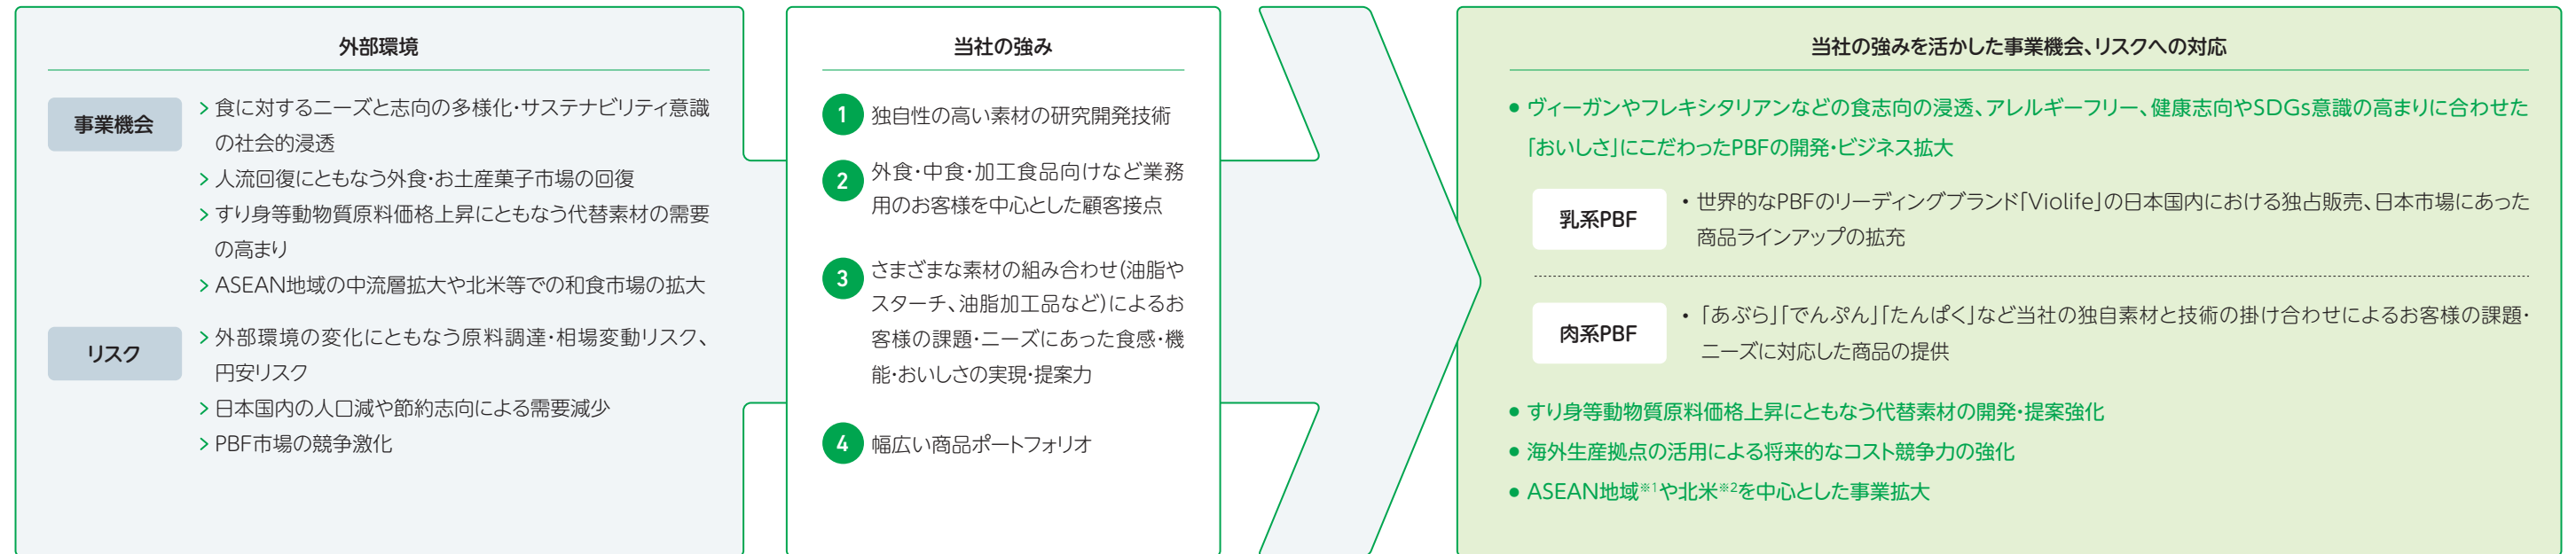 外部環境
事業機会
> 食に対するニーズと志向の多様化・サステナビリティ意識
の社会的浸透
> 人流回復にともなう外食・お土産菓子市場の回復
> すり身等動物質原料価格上昇にともなう代替素材の需要
の高まり
> ASEAN地域の中流層拡大や北米等での和食市場の拡大
リスク
> 外部環境の変化にともなう原料調達・相場変動リスク、
円安リスク
> 日本国内の人口減や節約志向による需要減少
> PBF市場の競争激化
当社の強み
1 独自性の高い素材の研究開発技術
2 外食・中食・加工食品向けなど業務
用のお客様を中心とした顧客接点
3 さまざまな素材の組み合わせ(油脂や
スターチ、油脂加工品など)によるお
客様の課題・ニーズにあった食感・機
能・おいしさの実現・提案力
4 幅広い商品ポートフォリオ
当社の強みを活かした事業機会、リスクへの対応
● ヴィーガンやフレキシタリアンなどの食志向の浸透、アレルギーフリー、健康志向やSDGs意識の高まりに合わせた
「おいしさ」にこだわったPBFの開発・ビジネス拡大
乳系PBF
・世界的なPBFのリーディングブランド「Violife」の日本国内における独占販売、日本市場にあった
商品ラインアップの拡充
肉系PBF
・「あぶら」「でんぷん」「たんぱく」など当社の独自素材と技術の掛け合わせによるお客様の課題・
ニーズに対応した商品の提供
● すり身等動物質原料価格上昇にともなう代替素材の開発・提案強化
● 海外生産拠点の活用による将来的なコスト競争力の強化
● ASEAN地域※1や北米※2を中心とした事業拡大